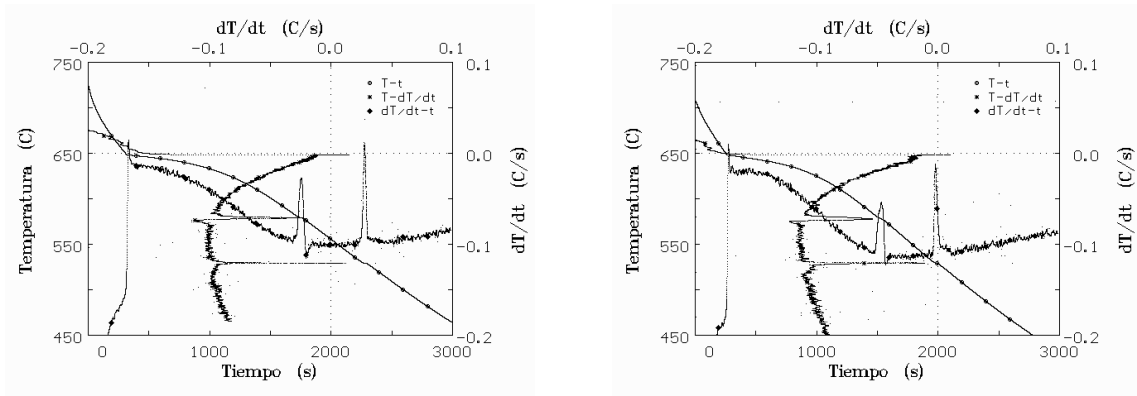 dT/dt (C/s)
-0.2 -0.1 0.0 0.1
750 0.1
T-t
T-dT/dt
dT/dt-t
650 0.0
Temperatura (C)
dT/dt (C/s)
550 -0.1
450 -0.2
0 1000 2000 3000
Tiempo (s)
dT/dt (C/s)
-0.2 -0.1 0.0 0.1
750 0.1
T-t
T-dT/dt
dT/dt-t
650 0.0
Temperatura (C)
dT/dt (C/s)
550 -0.1
450 -0.2
0 1000 2000 3000
Tiempo (s)